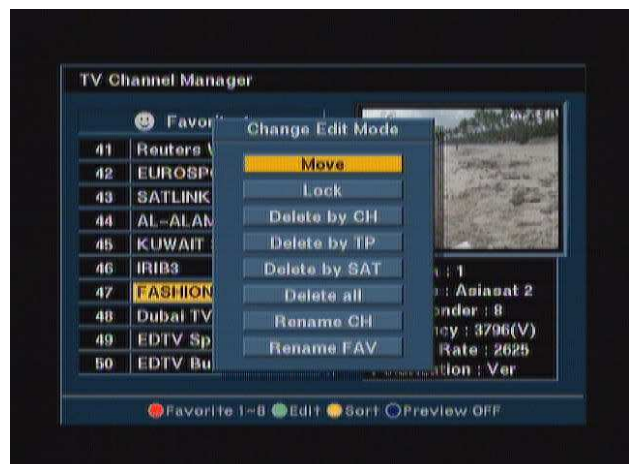 TV Channel Manager
Favorite
Change Edit Mode
Move
Lock
Delete by CH
Delete by TP
Delete by SAT
Delete all
Rename CH
Rename FAV
41 Reuters
42 EUROSP
43 SATLINK
44 AL-ALAM
45 KUWAIT
46 IRIB3
47 FASHION
48 Dubai TV
49 EDTV Sp
50 EDTV Bu
: 1
: Asiasat 2
onder : 8
ncy : 3796(V)
Rate : 2625
tion : Ver
Favorite 1~8 Edit Sort Preview OFF